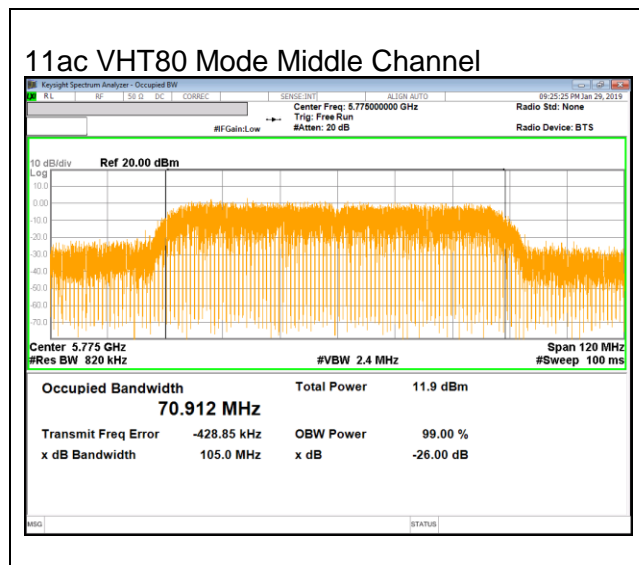 11ac VHT80 Mode Middle Channel
Keysight Spectrum Analyzer - Occupied BW
RL RF 50 Ω DC CORREC SENSE:INT ALIGN AUTO 09:25:25 PM Jan 29, 2019
Center Freq: 5.775000000 GHz Radio Std: None
Trig: Free Run
#IFGain:Low #Atten: 20 dB Radio Device: BTS
10 dB/div Ref 20.00 dBm
Log
10.0
0.00
-10.0
-20.0
-30.0
-40.0
-50.0
-60.0
-70.0
Center 5.775 GHz Span 120 MHz
#Res BW 820 kHz #VBW 2.4 MHz #Sweep 100 ms
Occupied Bandwidth Total Power 11.9 dBm
70.912 MHz
Transmit Freq Error -428.85 kHz OBW Power 99.00 %
x dB Bandwidth 105.0 MHz x dB -26.00 dB
MSG STATUS